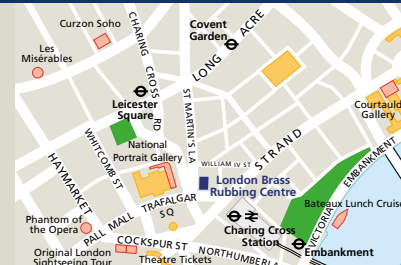 Curzon Soho
Covent
Garden
Les
Misérables
CHARING CROSS RD
LONG ACRE
Leicester
Square
ST MARTIN'S LA
Courtauld
Gallery
National
Portrait Gallery
WHITCOMB ST
WILLIAM IV ST
STRAND
HAYMARKET
London Brass
Rubbing Centre
EMBANKMENT
VICTORIA
Bateaux Lunch Cruise
TRAFALGAR
SQ
Phantom of
the Opera
PALL MALL
Charing Cross
Station
COCKSPUR ST
NORTHUMBERLA
Embankment
Original London
Sightseeing Tour
Theatre Tickets